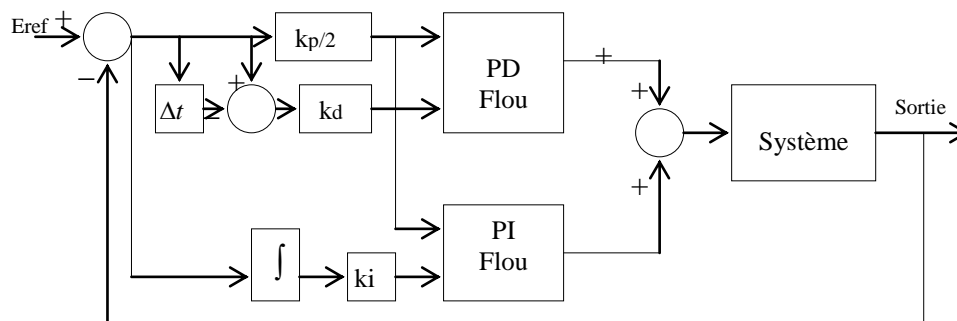 Eref
+
−
kp/2
Δt
−
+
kd
PD
Flou
+
+
+
Système
Sortie
∫
ki
PI
Flou